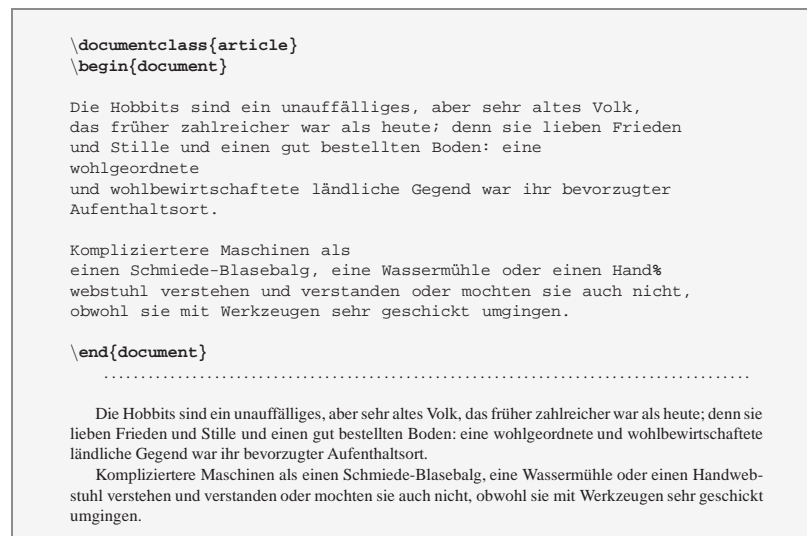 \documentclass{article}
\begin{document}
Die Hobbits sind ein unauffälliges, aber sehr altes Volk,
das früher zahlreicher war als heute; denn sie lieben Frieden
und Stille und einen gut bestellten Boden: eine
wohlgeordnete
und wohlbewirtschaftete ländliche Gegend war ihr bevorzugter
Aufenthaltsort.
Kompliziertere Maschinen als
einen Schmiede-Blasebalg, eine Wassermühle oder einen Hand%
webstuhl verstehen und verstanden oder mochten sie auch nicht,
obwohl sie mit Werkzeugen sehr geschickt umgingen.
\end{document}
Die Hobbits sind ein unauffälliges, aber sehr altes Volk, das früher zahlreicher war als heute; denn sie
lieben Frieden und Stille und einen gut bestellten Boden: eine wohlgeordnete und wohlbewirtschaftete
ländliche Gegend war ihr bevorzugter Aufenthaltsort.
Kompliziertere Maschinen als einen Schmiede-Blasebalg, eine Wassermühle oder einen Handweb-
stuhl verstehen und verstanden oder mochten sie auch nicht, obwohl sie mit Werkzeugen sehr geschickt
umgingen.